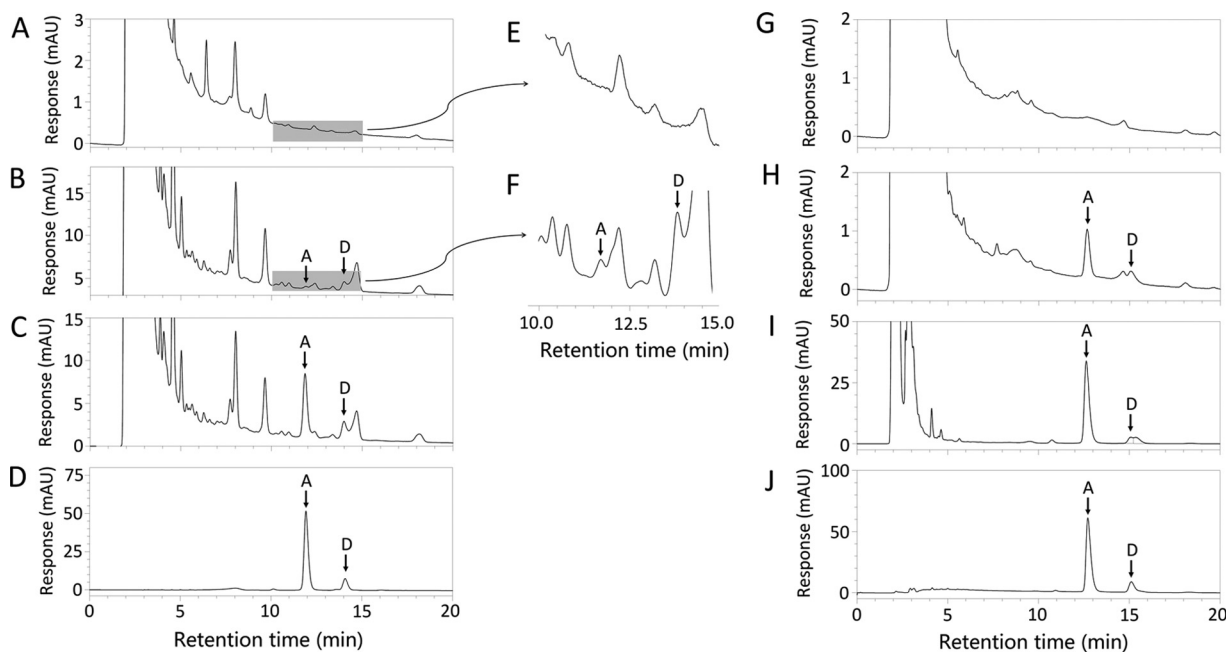 A
Response (mAU)
3
2
1
0
B
Response (mAU)
15
10
5
A
D
C
Response (mAU)
15
10
5
0
A
D
D
Response (mAU)
75
50
25
0
A
D
0 5 10 15 20
Retention time (min)
E
F
A
D
10.0 12.5 15.0
Retention time (min)
G
Response (mAU)
2
1
0
H
Response (mAU)
2
1
0
A
D
I
Response (mAU)
50
25
0
A
D
J
Response (mAU)
100
50
0
A
D
0 5 10 15 20
Retention time (min)